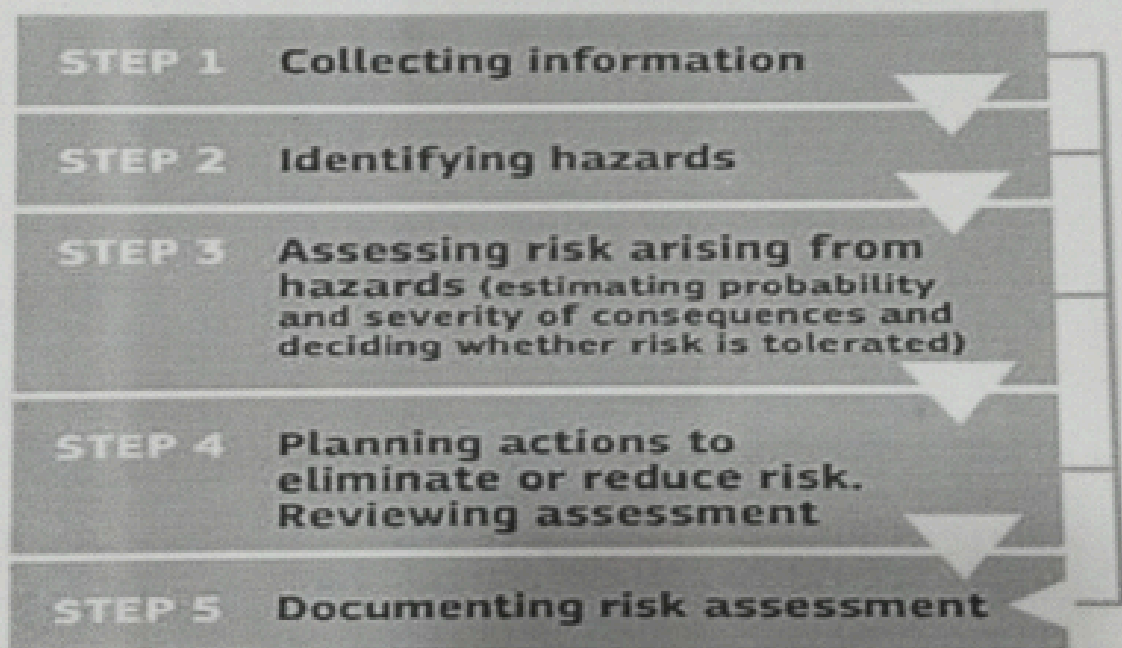 STEP 1 Collecting information
STEP 2 Identifying hazards
STEP 3 Assessing risk arising from
hazards (estimating probability
and severity of consequences and
deciding whether risk is tolerated)
STEP 4 Planning actions to
eliminate or reduce risk.
Reviewing assessment
STEP 5 Documenting risk assessment